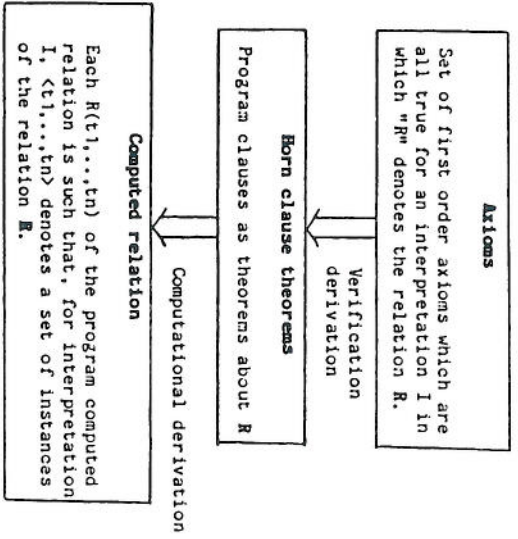 Axioms
Set of first order axioms which are
all true for an interpretation I in
which "R" denotes the relation R.
Verification
derivation
Horn clause theorems
Program clauses as theorems about R
Computational derivation
Computed relation
Each R(t1,..,tn) of the program computed
relation is such that, for interpretation
I, <t1,..,tn> denotes a set of instances
of the relation R.